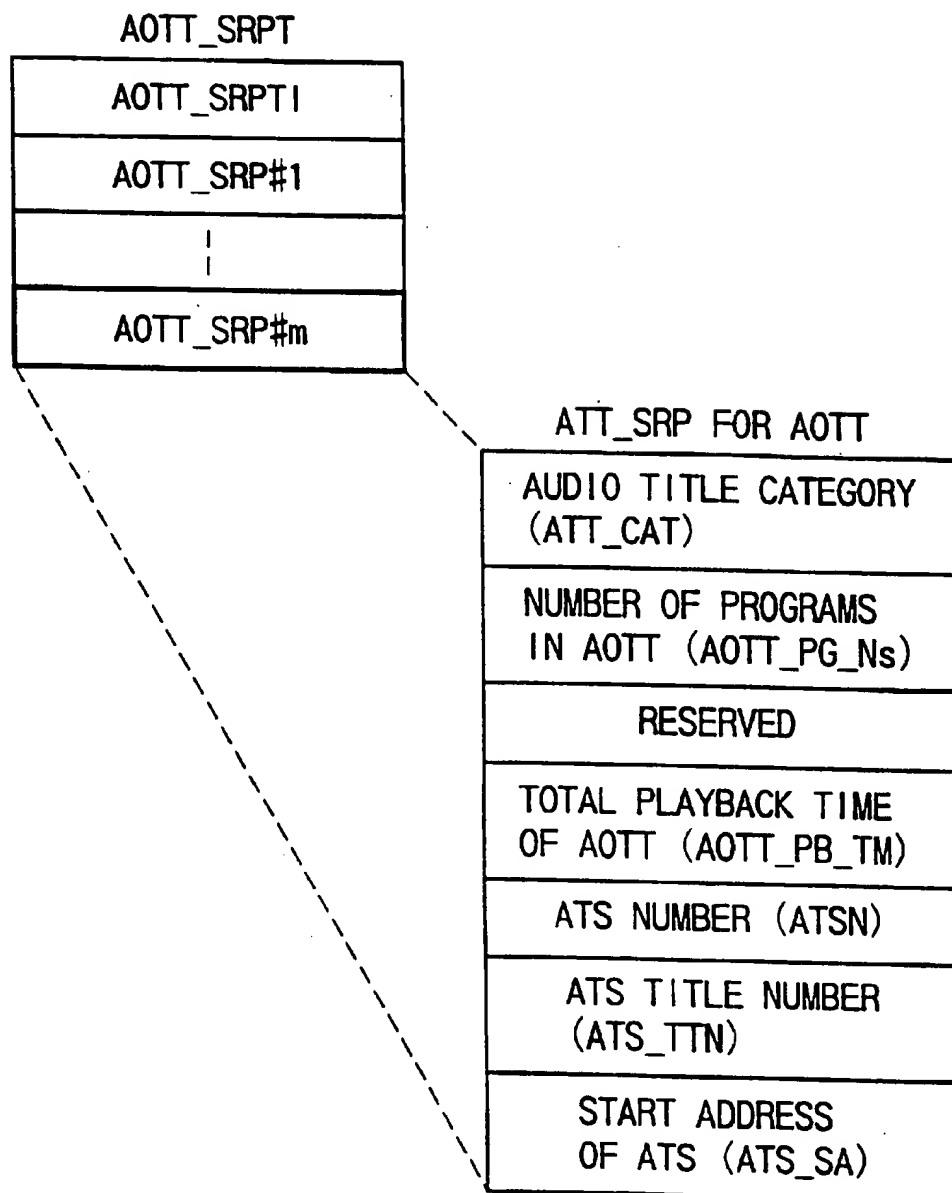 AOTT_SRPT
AOTT_SRPTI
AOTT_SRP#1
AOTT_SRP#m
ATT_SRP FOR AOTT
AUDIO TITLE CATEGORY
(ATT_CAT)
NUMBER OF PROGRAMS
IN AOTT (AOTT_PG_Ns)
RESERVED
TOTAL PLAYBACK TIME
OF AOTT (AOTT_PB_TM)
ATS NUMBER (ATSN)
ATS TITLE NUMBER
(ATS_TTN)
START ADDRESS
OF ATS (ATS_SA)